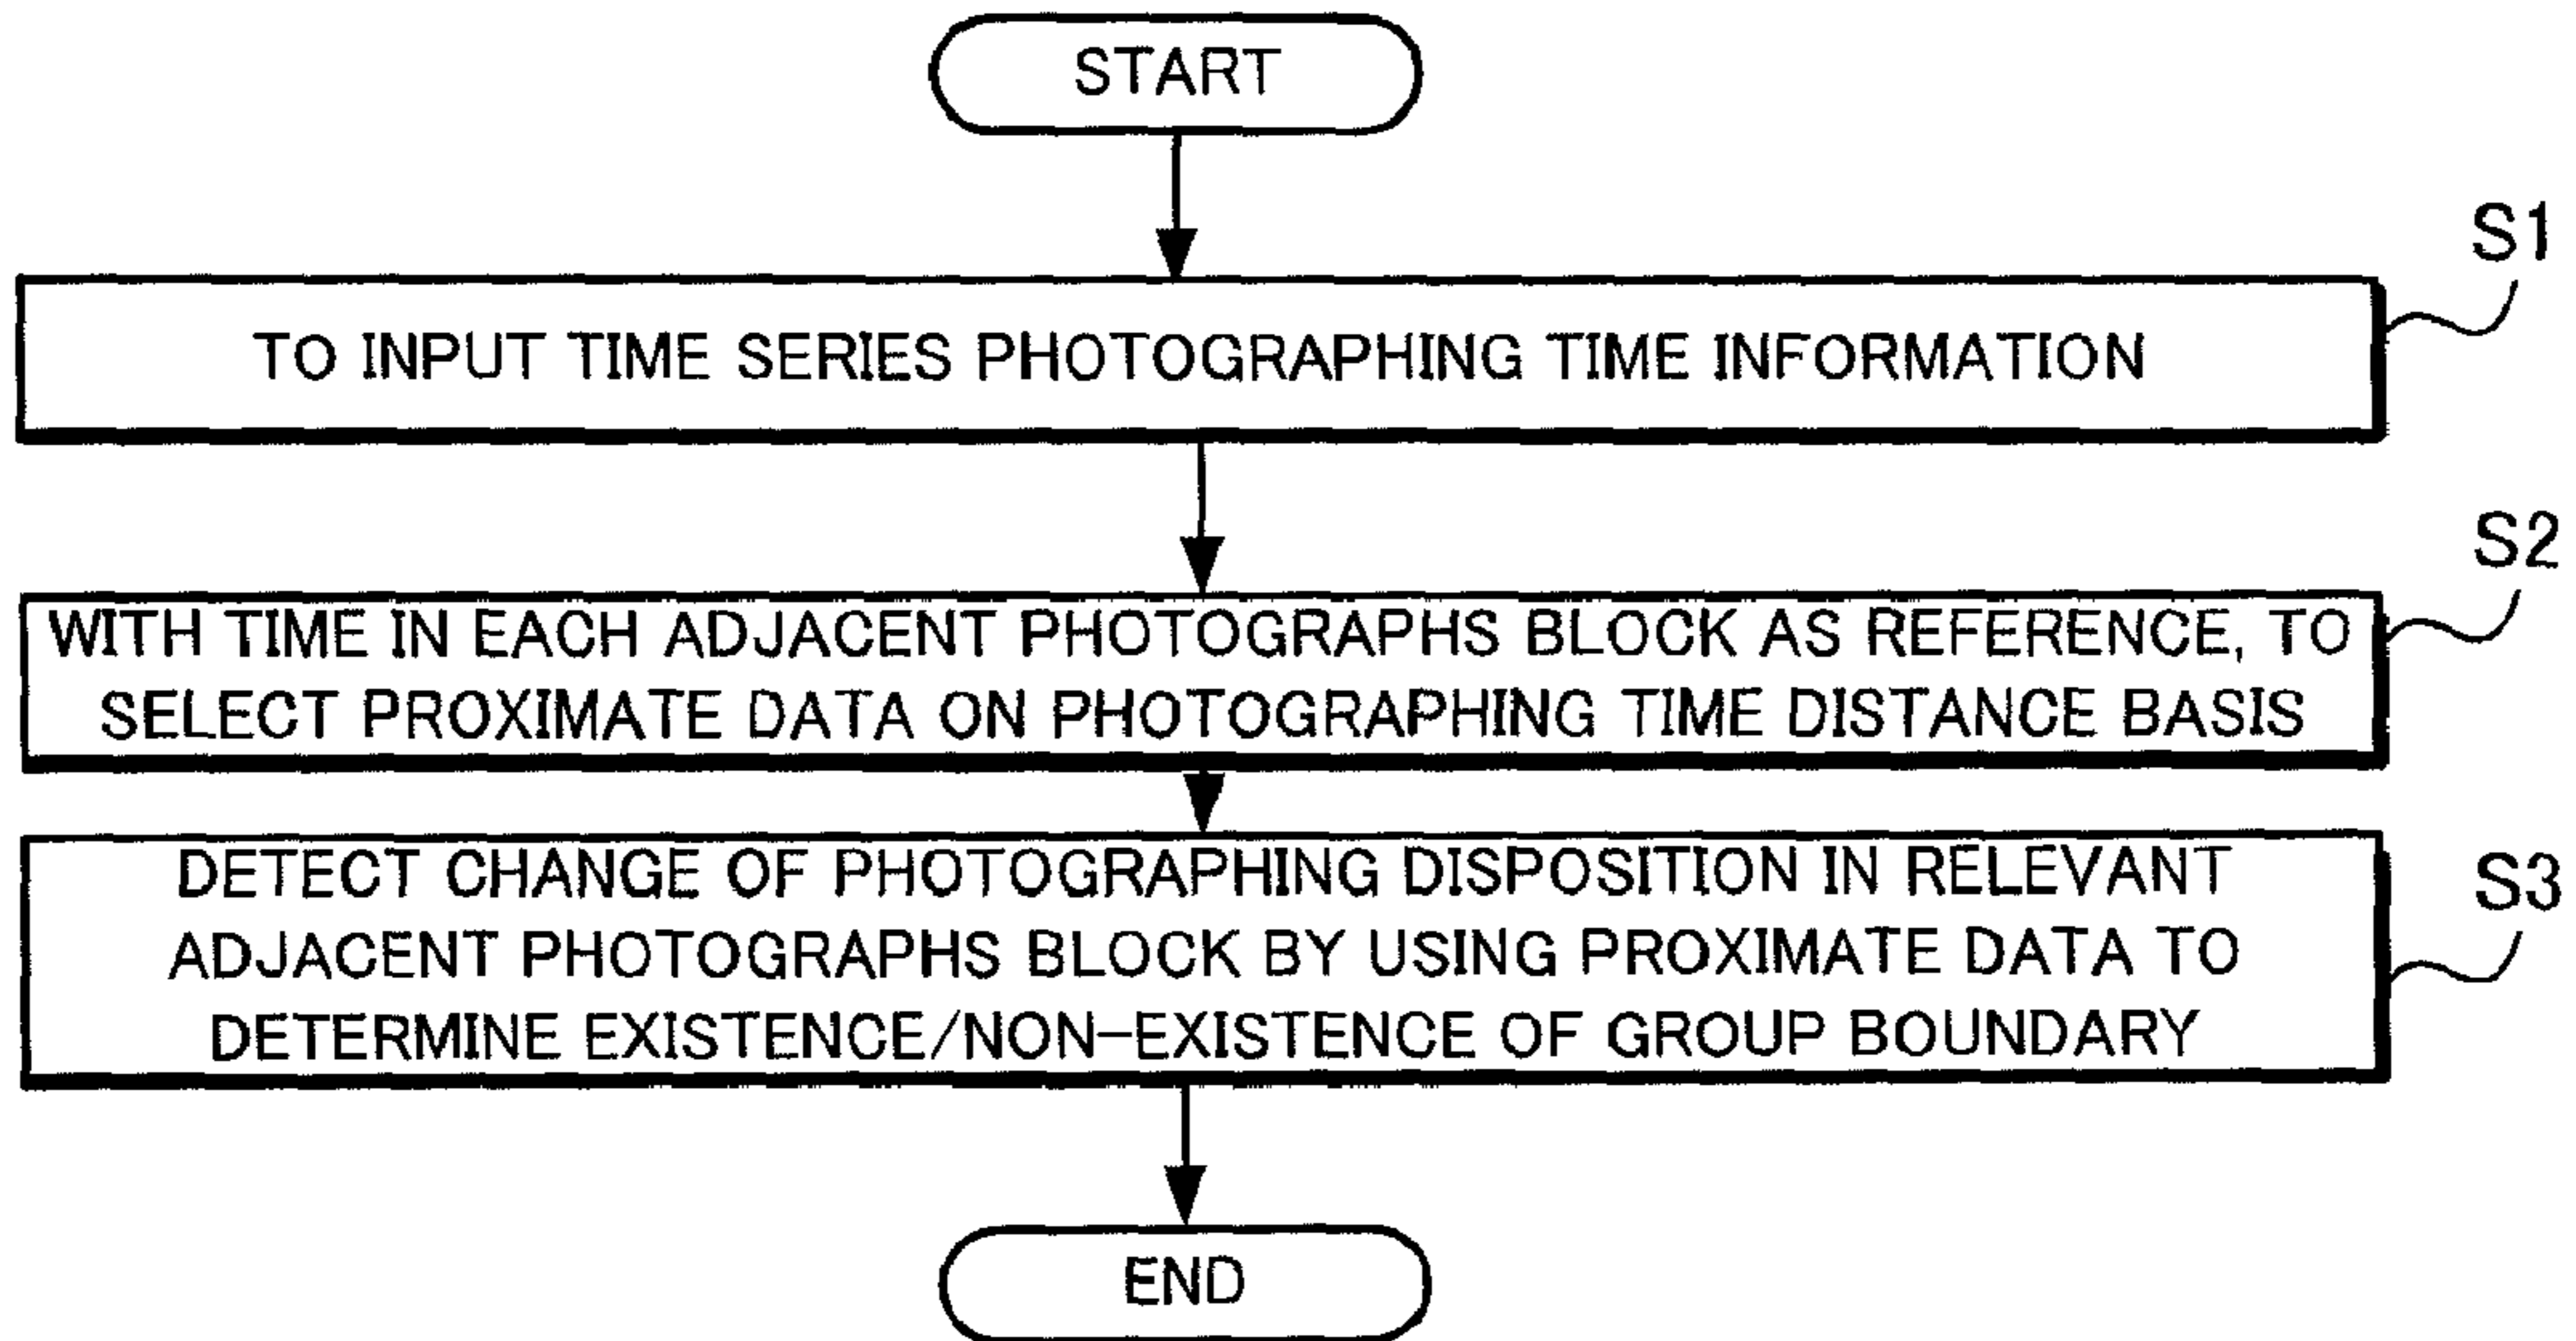 START
S1
TO INPUT TIME SERIES PHOTOGRAPHING TIME INFORMATION
S2
WITH TIME IN EACH ADJACENT PHOTOGRAPHS BLOCK AS REFERENCE, TO
SELECT PROXIMATE DATA ON PHOTOGRAPHING TIME DISTANCE BASIS
S3
DETECT CHANGE OF PHOTOGRAPHING DISPOSITION IN RELEVANT
ADJACENT PHOTOGRAPHS BLOCK BY USING PROXIMATE DATA TO
DETERMINE EXISTENCE/NON-EXISTENCE OF GROUP BOUNDARY
END